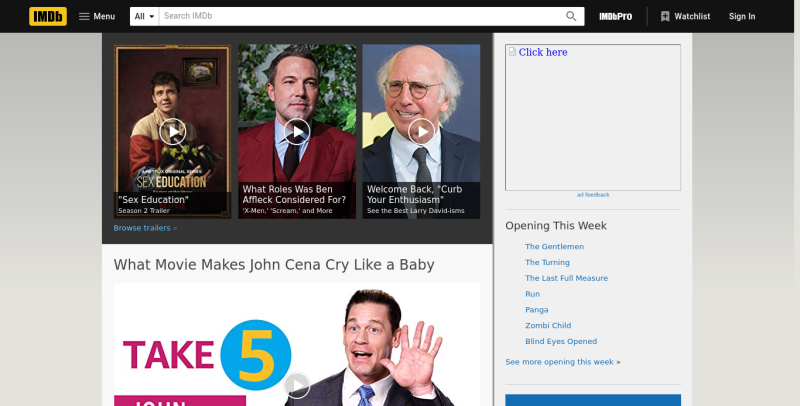 IMDb
Menu
All
Search IMDb
IMDbPro
Watchlist
Sign In
A NETFLIX ORIGINAL SERIES
SEX EDUCATION
"Sex Education"
Season 2 Trailer
What Roles Was Ben
Affleck Considered For?
'X-Men,' 'Scream,' and More
Welcome Back, "Curb
Your Enthusiasm"
See the Best Larry David-isms
Browse trailers »
What Movie Makes John Cena Cry Like a Baby
TAKE 5
JOHN
Click here
ad feedback
Opening This Week
The Gentlemen
The Turning
The Last Full Measure
Run
Panga
Zombi Child
Blind Eyes Opened
See more opening this week »